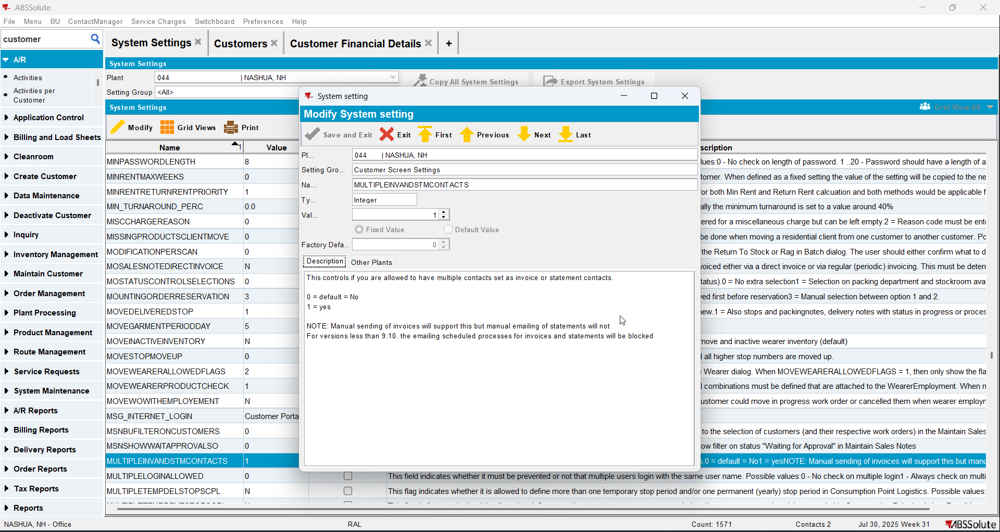 ABSSolute
File Menu BU ContactManager Service Charges Switchboard Preferences Help
customer
System Settings
Customers
Customer Financial Details
+
A/R
Activities
Activities per
Customer
Application Control
Billing and Load Sheets
Cleanroom
Create Customer
Data Maintenance
Deactivate Customer
Inquiry
Inventory Management
Maintain Customer
Order Management
Plant Processing
Product Management
Route Management
Service Requests
System Maintenance
A/R Reports
Billing Reports
Delivery Reports
Order Reports
Tax Reports
Reports
System Settings
Plant 044 | NASHUA, NH
Copy All System Settings
Export System Settings
Setting Group <All>
System Settings
Grid View All
Modify Grid Views Print
Name 1 Value scription
MINPASSWORDLENGTH 8 lues:0 - No check on length of password. 1 ..20 - Password should have a length of a
MINRENTMAXWEEKS 0 tomer. When defined as a fixed setting the value of the setting will be copied to the ne
MINRENTRETURNRENTPRIORITY 1 or both Min Rent and Return Rent calcuation and both methods would be applicable f
MIN_TURNAROUND_PERC 0.0 ally the minimum turnaround is set to a value around 40%
MISCCHARGEREASON 0 ered for a miscellaneous charge but can be left empty.2 = Reason code must be ent
MISSINGPRODUCTSCLIENTMOVE 0 be done when moving a residential client from one customer to another customer. Po
MODIFICATIONPERSCAN 0 the Return To Stock or Rag in Batch dialog. The user should either confirm what to d
MOSALESNOTEDIRECTINVOICE N voiced either via a direct invoice or via regular (periodic) invoicing. This must be deter
MOSTATUSCONTROLSELECTIONS 0 tatus).0 = No extra selection1 = Selection on packing department and stockroom ava
MOUNTINGORDERRESERVATION 3 ved first before reservation3 = Manual selection between option 1 and 2.
MOVEDELIVEREDSTOP 1 ew.1 = Also stops and packingnotes, delivery notes with status in progress or proces
MOVEGARMENTPERIODDAY 5
MOVEINACTIVEINVENTORY N move and inactive wearer inventory (default)
MOVESTOPMOVEUP 0 all higher stop numbers are moved up.
MOVEWEARERALLOWEDFLAGS 2 Wearer dialog. When MOVEWEARERALLOWEDFLAGS = 1, then only show the fla
MOVEWEARERPRODUCTCHECK 1 combinations must be defined that are attached to the WearerEmployment. When n
MOVEWOWITHEMPLOYEMENT N ustomer could move in progress work order or cancelled them when wearer employn
MSG_INTERNET_LOGIN Customer Porta
MSNBUFILTERONCUSTOMERS 0 to the selection of customers (and their respective work orders) in the Maintain Sales
MSNSHOWWAITAPPROVALSO 0 ow filter on status "Waiting for Approval" in Maintain Sales Notes
MULTIPLEINVANDSTMCONTACTS 1 s.0 = default = No1 = yesNOTE: Manual sending of invoices will support this but manu
MULTIPLELOGINALLOWED 0 This field indicates whether it must be prevented or not that multiple users login with the same user name. Possible values:0 - No check on multiple login1 - Always check on multi
MULTIPLETEMPDELSTOPSCPL N This flag indicates whether it is allowed to define more than one temporary stop period and/or one permanent (yearly) stop period in Consumption Point Logistics. Possible values:
System setting
Modify System setting
Save and Exit Exit First Previous Next Last
Pl... 044 | NASHUA, NH
Setting Gro... Customer Screen Settings
Na... MULTIPLEINVANDSTMCONTACTS
Ty... Integer
Val... 1
Fixed Value Default Value
Factory Defa... 0
Description Other Plants
This controls if you are allowed to have multiple contacts set as invoice or statement contacts.
0 = default = No
1 = yes
NOTE: Manual sending of invoices will support this but manual emailing of statements will not
For versions less than 9.10. the emailing scheduled processes for invoices and statements will be blocked
NASHUA, NH - Office RAL Count: 1571 Contacts 2 Jul 30, 2025 Week 31 ABSSolute